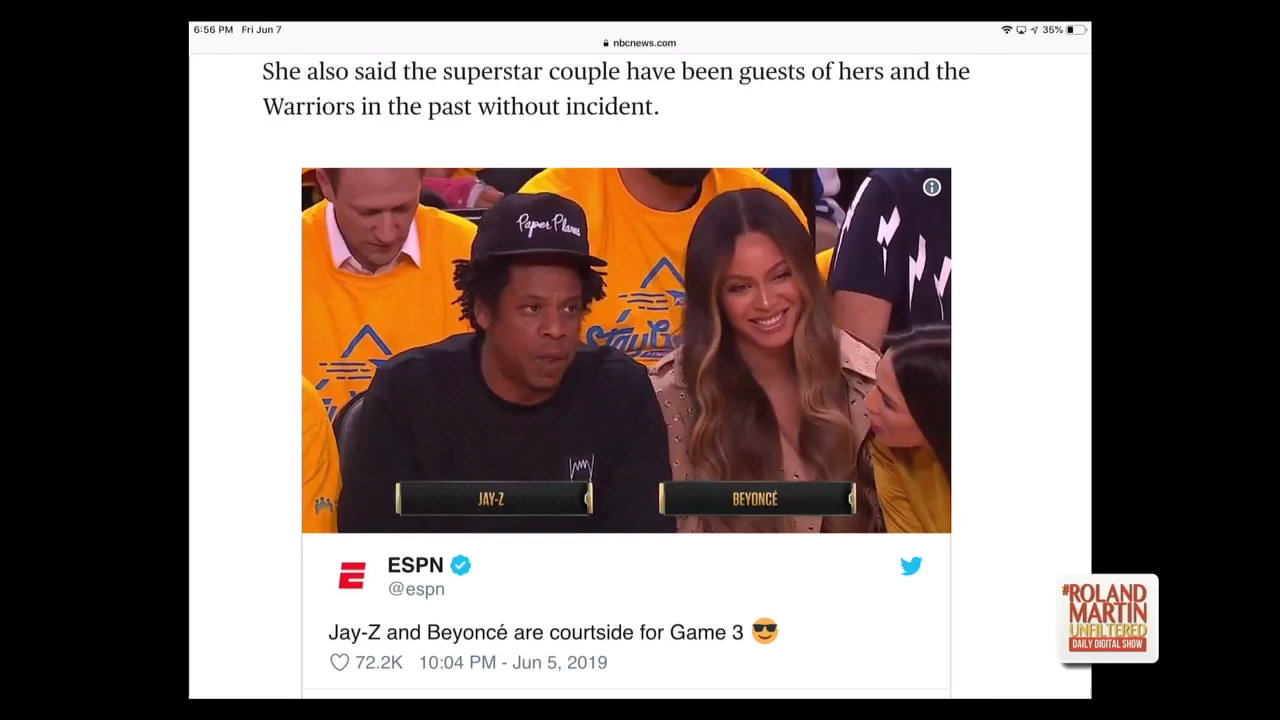 6:56 PM Fri Jun 7
35%
nbcnews.com
She also said the superstar couple have been guests of hers and the
Warriors in the past without incident.
Paper Planes
JAY-Z
BEYONCÉ
ESPN
@espn
Jay-Z and Beyoncé are courtside for Game 3 😎
72.2K 10:04 PM - Jun 5, 2019
#ROLAND
MARTIN
UNFILTERED
DAILY DIGITAL SHOW